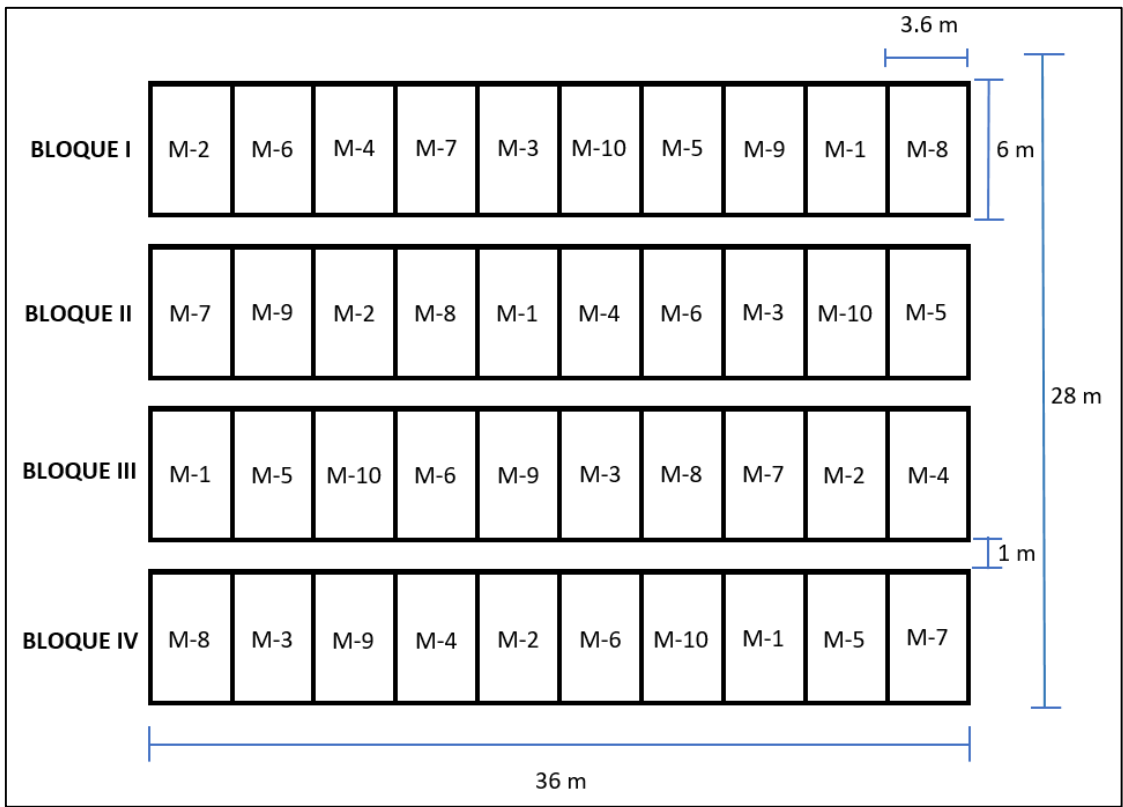 3.6 m
BLOQUE I M-2 M-6 M-4 M-7 M-3 M-10 M-5 M-9 M-1 M-8 6 m
BLOQUE II M-7 M-9 M-2 M-8 M-1 M-4 M-6 M-3 M-10 M-5
28 m
BLOQUE III M-1 M-5 M-10 M-6 M-9 M-3 M-8 M-7 M-2 M-4
1 m
BLOQUE IV M-8 M-3 M-9 M-4 M-2 M-6 M-10 M-1 M-5 M-7
36 m